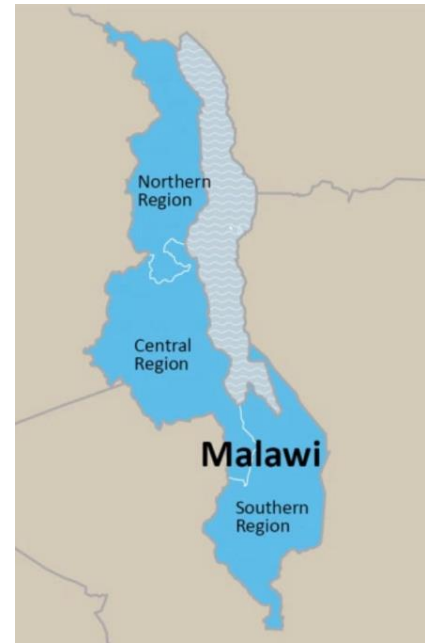 Northern
Region
Central
Region
Malawi
Southern
Region